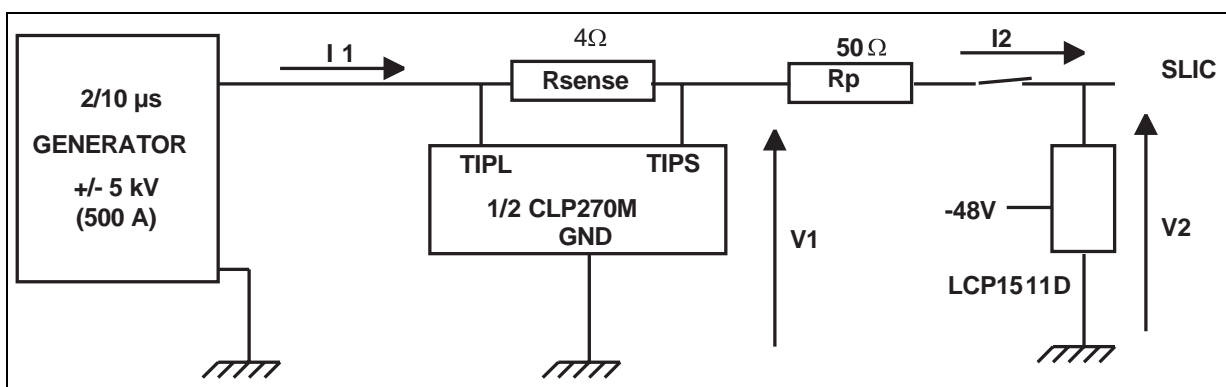 2/10 µs
GENERATOR
+/- 5 kV
(500 A)
I 1
4Ω
Rsense
TIPL TIPS
1/2 CLP270M
GND
V1
50 Ω
Rp
I2
SLIC
-48V
LCP1511D
V2